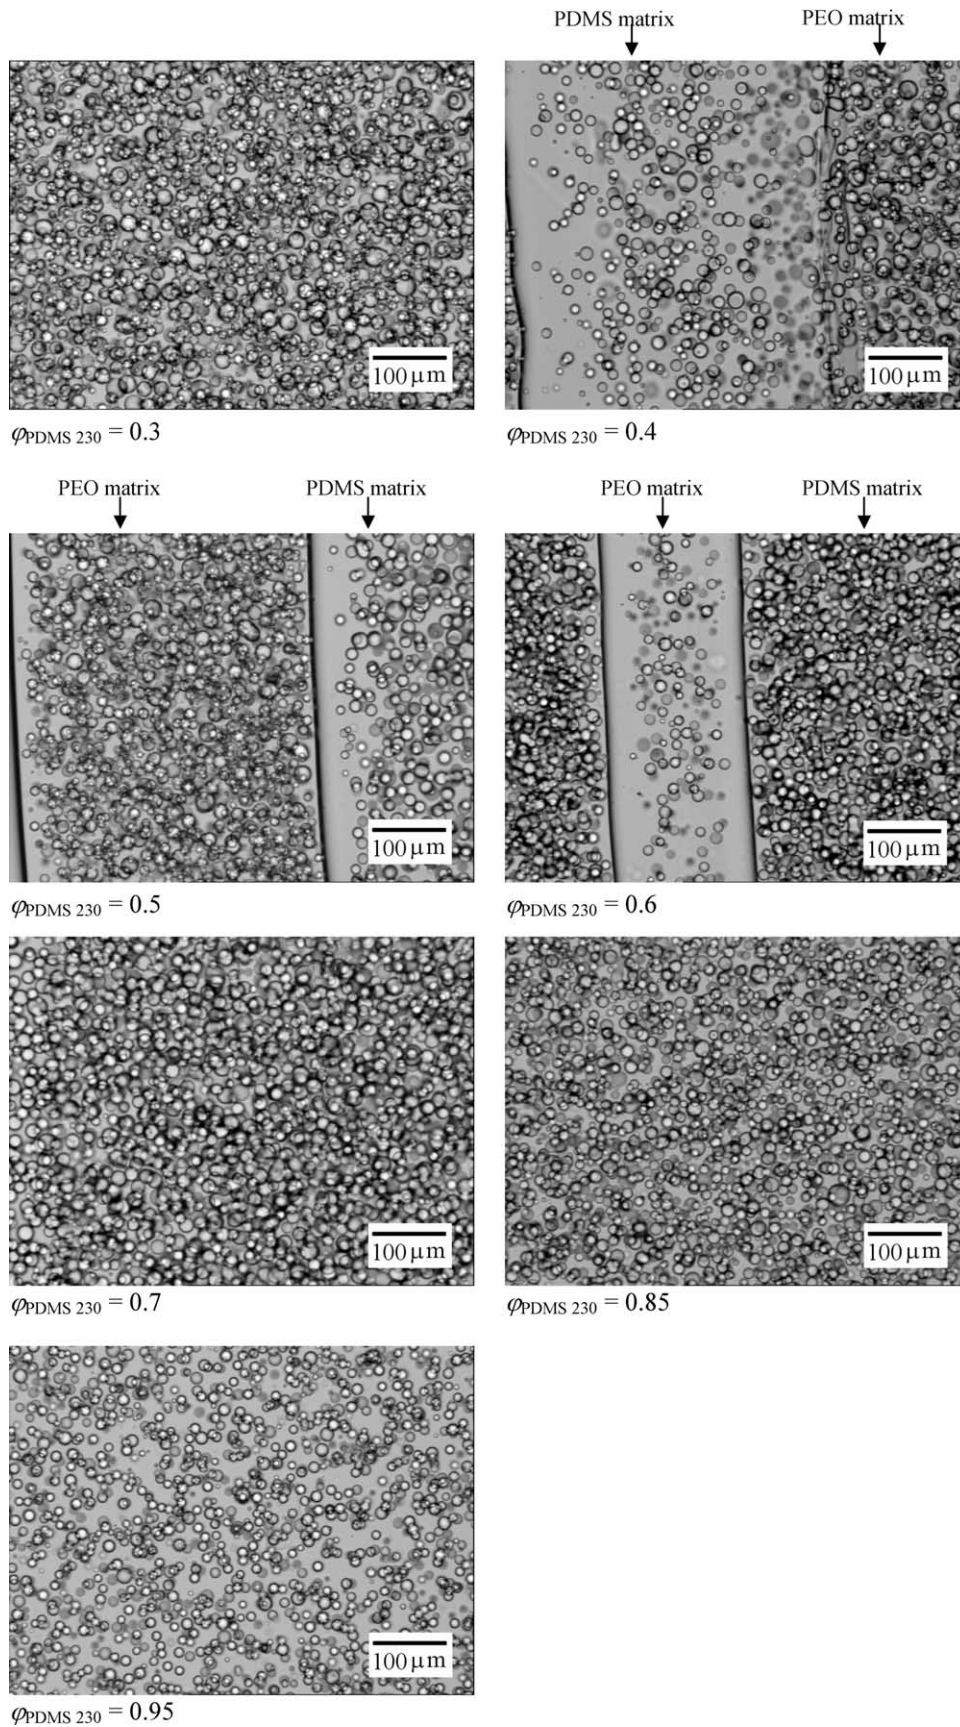 PDMS matrix PEO matrix
100 μm 100 μm
φPDMS 230 = 0.3 φPDMS 230 = 0.4
PEO matrix PDMS matrix PEO matrix PDMS matrix
100 μm 100 μm
φPDMS 230 = 0.5 φPDMS 230 = 0.6
100 μm 100 μm
φPDMS 230 = 0.7 φPDMS 230 = 0.85
100 μm
φPDMS 230 = 0.95